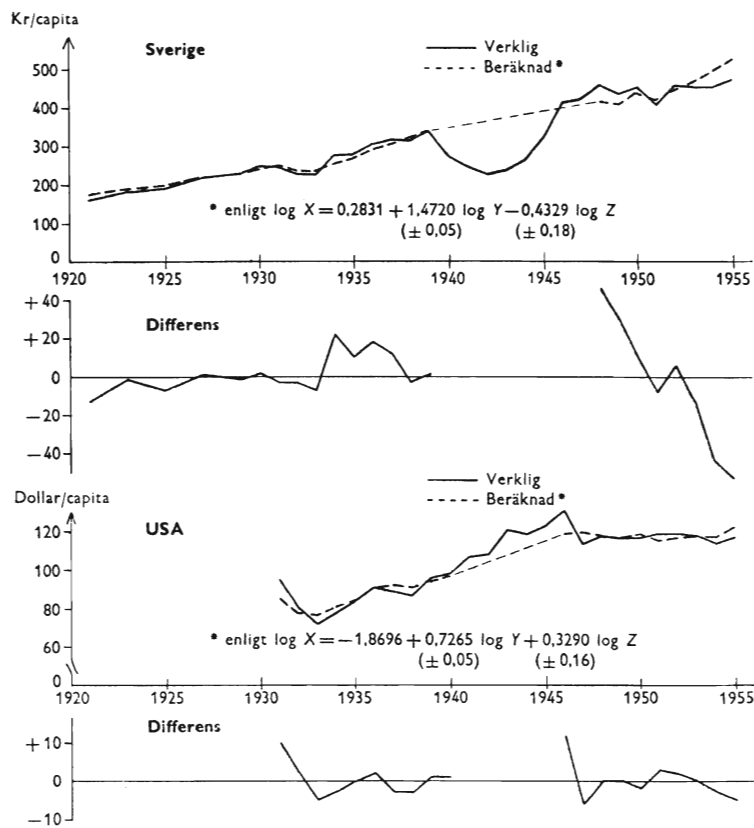 Kr/capita
Sverige
Verklig
Beräknad*
500
400
300
200
100
0
* enligt log X=0,2831+1,4720 log Y−0,4329 log Z
(±0,05) (±0,18)
1920 1925 1930 1935 1940 1945 1950 1955
+40
+20
0
−20
−40
Differens
Dollar/capita
USA
Verklig
Beräknad*
120
100
80
60
0
* enligt log X=−1,8696+0,7265 log Y+0,3290 log Z
(±0,05) (±0,16)
1920 1925 1930 1935 1940 1945 1950 1955
Differens
+10
0
−10